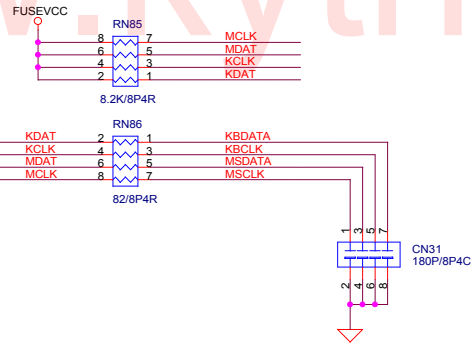 w.kyth
FUSEVCC
RN85
8 7 MCLK
6 5 MDAT
4 3 KCLK
2 1 KDAT
8.2K/8P4R
RN86
KDAT 2 1 KBDATA
KCLK 4 3 KBCLK
MDAT 6 5 MSDATA
MCLK 8 7 MSCLK
82/8P4R
1 3 5 7
CN31
180P/8P4C
2 4 6 8